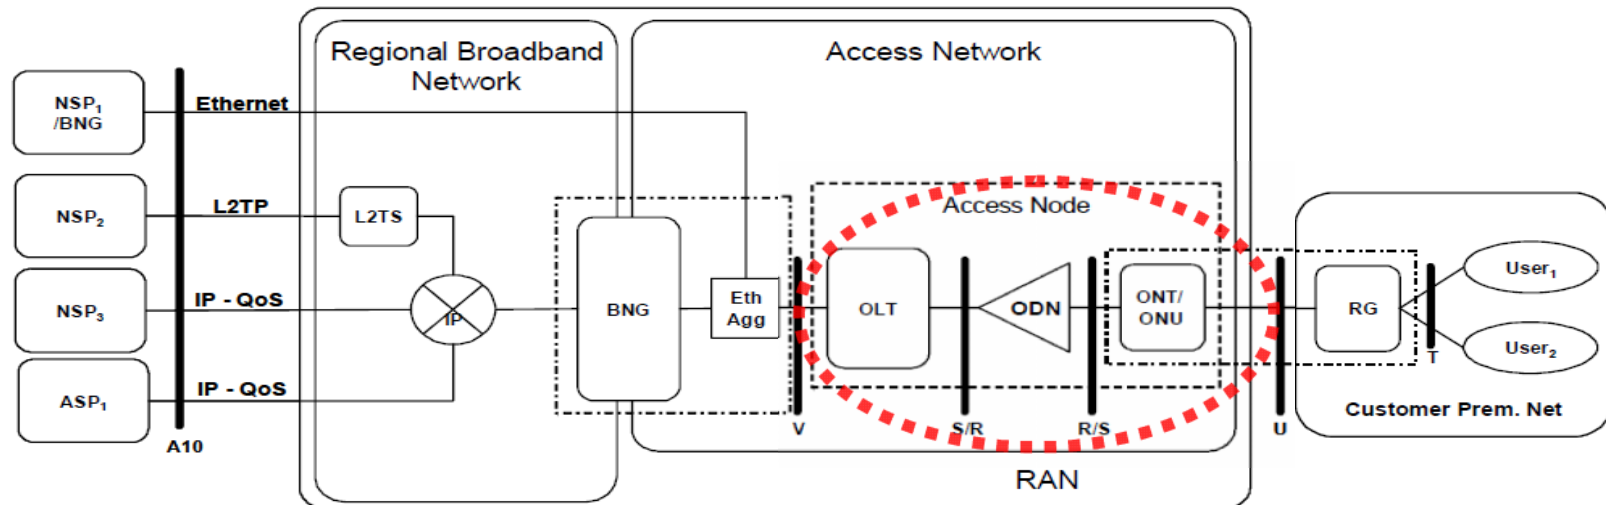 Regional Broadband
Network
Access Network
NSP1
/BNG
Ethernet
NSP2
L2TP
L2TS
Access Node
NSP3
IP - QoS
IP
BNG
Eth
Agg
OLT
ODN
ONT/
ONU
RG
User1
User2
T
ASP1
IP - QoS
A10
V
S/R
R/S
U
Customer Prem. Net
RAN